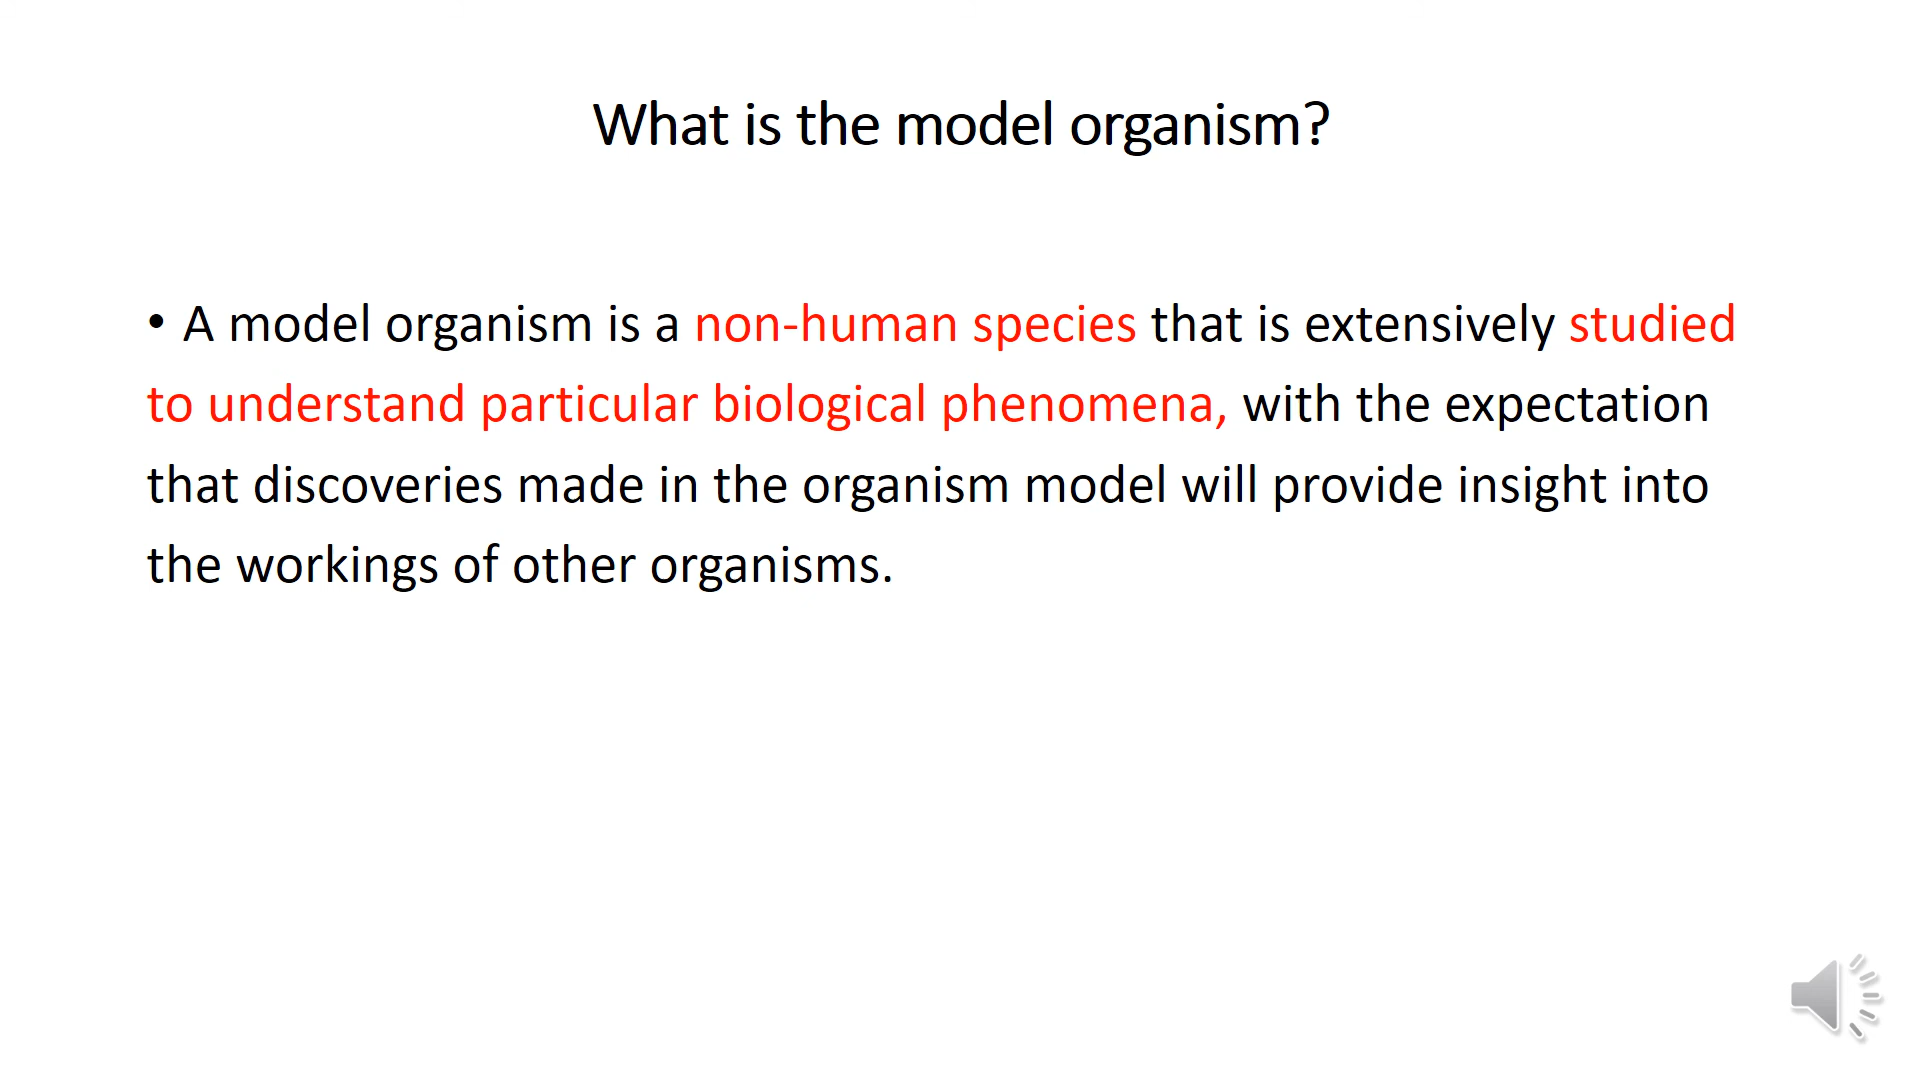 What is the model organism?
• A model organism is a non-human species that is extensively studied
to understand particular biological phenomena, with the expectation
that discoveries made in the organism model will provide insight into
the workings of other organisms.